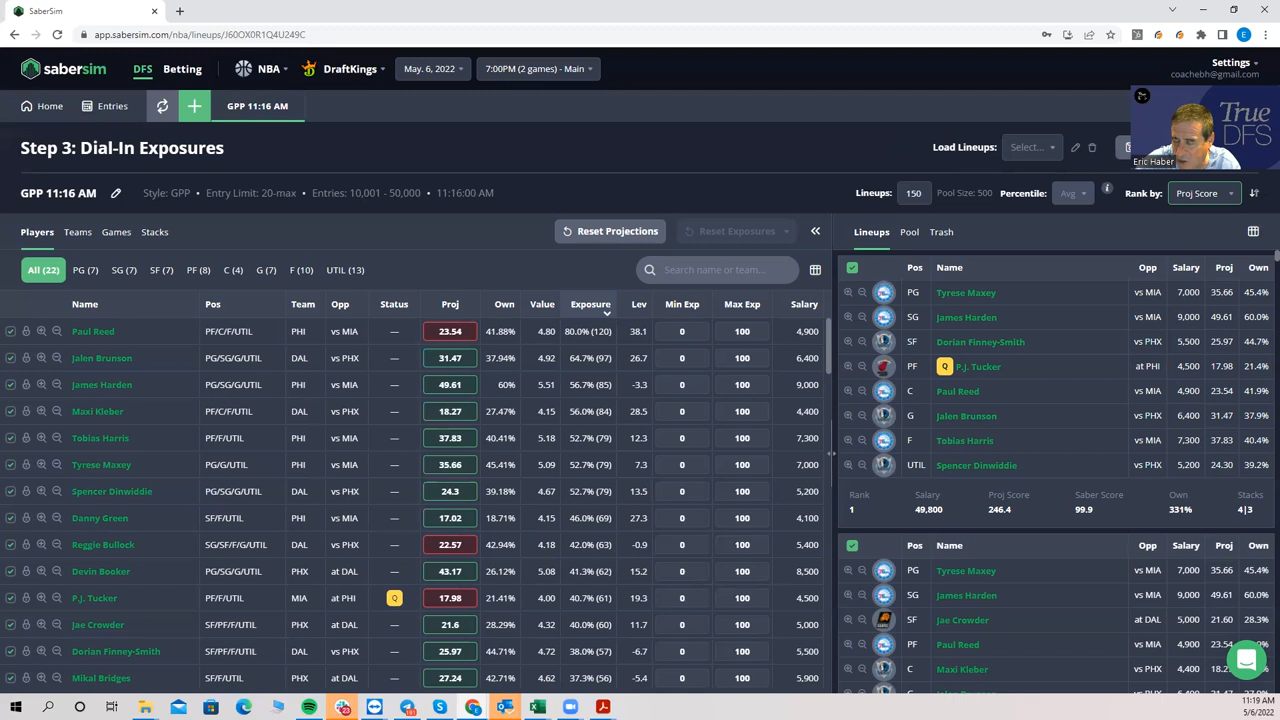 SaberSim
app.sabersim.com/nba/lineups/J60OX0R1Q4U249C
E
sabersim DFS Betting NBA DraftKings May. 6, 2022 7:00PM (2 games) - Main Settings
coachebh@gmail.com
Home Entries GPP 11:16 AM
True
DFS
Eric Haber
Step 3: Dial-In Exposures Load Lineups: Select...
GPP 11:16 AM Style: GPP • Entry Limit: 20-max • Entries: 10,001 - 50,000 • 11:16:00 AM Lineups: 150 Pool Size: 500 Percentile: Avg Rank by: Proj Score
Players Teams Games Stacks Reset Projections Reset Exposures Lineups Pool Trash
All (22) PG (7) SG (7) SF (7) PF (8) C (4) G (7) F (10) UTIL (13) Search name or team...
Name Pos Team Opp Status Proj Own Value Exposure Lev Min Exp Max Exp Salary
Paul Reed PF/C/F/UTIL PHI vs MIA — 23.54 41.88% 4.80 80.0% (120) 38.1 0 100 4,900
Jalen Brunson PG/SG/G/UTIL DAL vs PHX — 31.47 37.94% 4.92 64.7% (97) 26.7 0 100 6,400
James Harden PG/SG/G/UTIL PHI vs MIA — 49.61 60% 5.51 56.7% (85) -3.3 0 100 9,000
Maxi Kleber PF/C/F/UTIL DAL vs PHX — 18.27 27.47% 4.15 56.0% (84) 28.5 0 100 4,400
Tobias Harris PF/F/UTIL PHI vs MIA — 37.83 40.41% 5.18 52.7% (79) 12.3 0 100 7,300
Tyrese Maxey PG/G/UTIL PHI vs MIA — 35.66 45.41% 5.09 52.7% (79) 7.3 0 100 7,000
Spencer Dinwiddie PG/SG/G/UTIL DAL vs PHX — 24.3 39.18% 4.67 52.7% (79) 13.5 0 100 5,200
Danny Green SF/F/UTIL PHI vs MIA — 17.02 18.71% 4.15 46.0% (69) 27.3 0 100 4,100
Reggie Bullock SG/SF/F/G/UTIL DAL vs PHX — 22.57 42.94% 4.18 42.0% (63) -0.9 0 100 5,400
Devin Booker PG/SG/G/UTIL PHX at DAL — 43.17 26.12% 5.08 41.3% (62) 15.2 0 100 8,500
P.J. Tucker PF/F/UTIL MIA at PHI Q 17.98 21.41% 4.00 40.7% (61) 19.3 0 100 4,500
Jae Crowder SF/PF/F/UTIL PHX at DAL — 21.6 28.29% 4.32 40.0% (60) 11.7 0 100 5,000
Dorian Finney-Smith SF/PF/F/UTIL DAL vs PHX — 25.97 44.71% 4.72 38.0% (57) -6.7 0 100 5,500
Mikal Bridges SF/F/UTIL PHX at DAL — 27.24 42.71% 4.62 37.3% (56) -5.4 0 100 5,900
Pos Name Opp Salary Proj Own
PG Tyrese Maxey vs MIA 7,000 35.66 45.4%
SG James Harden vs MIA 9,000 49.61 60.0%
SF Dorian Finney-Smith vs PHX 5,500 25.97 44.7%
PF Q P.J. Tucker at PHI 4,500 17.98 21.4%
C Paul Reed vs MIA 4,900 23.54 41.9%
G Jalen Brunson vs PHX 6,400 31.47 37.9%
F Tobias Harris vs MIA 7,300 37.83 40.4%
UTIL Spencer Dinwiddie vs PHX 5,200 24.30 39.2%
Rank Salary Proj Score Saber Score Own Stacks
1 49,800 246.4 99.9 331% 4|3
Pos Name Opp Salary Proj Own
PG Tyrese Maxey vs MIA 7,000 35.66 45.4%
SG James Harden vs MIA 9,000 49.61 60.0%
SF Jae Crowder at DAL 5,000 21.60 28.3%
PF Paul Reed vs MIA 4,900 23.54
C Maxi Kleber vs PHX 4,400
11:19 AM
5/6/2022